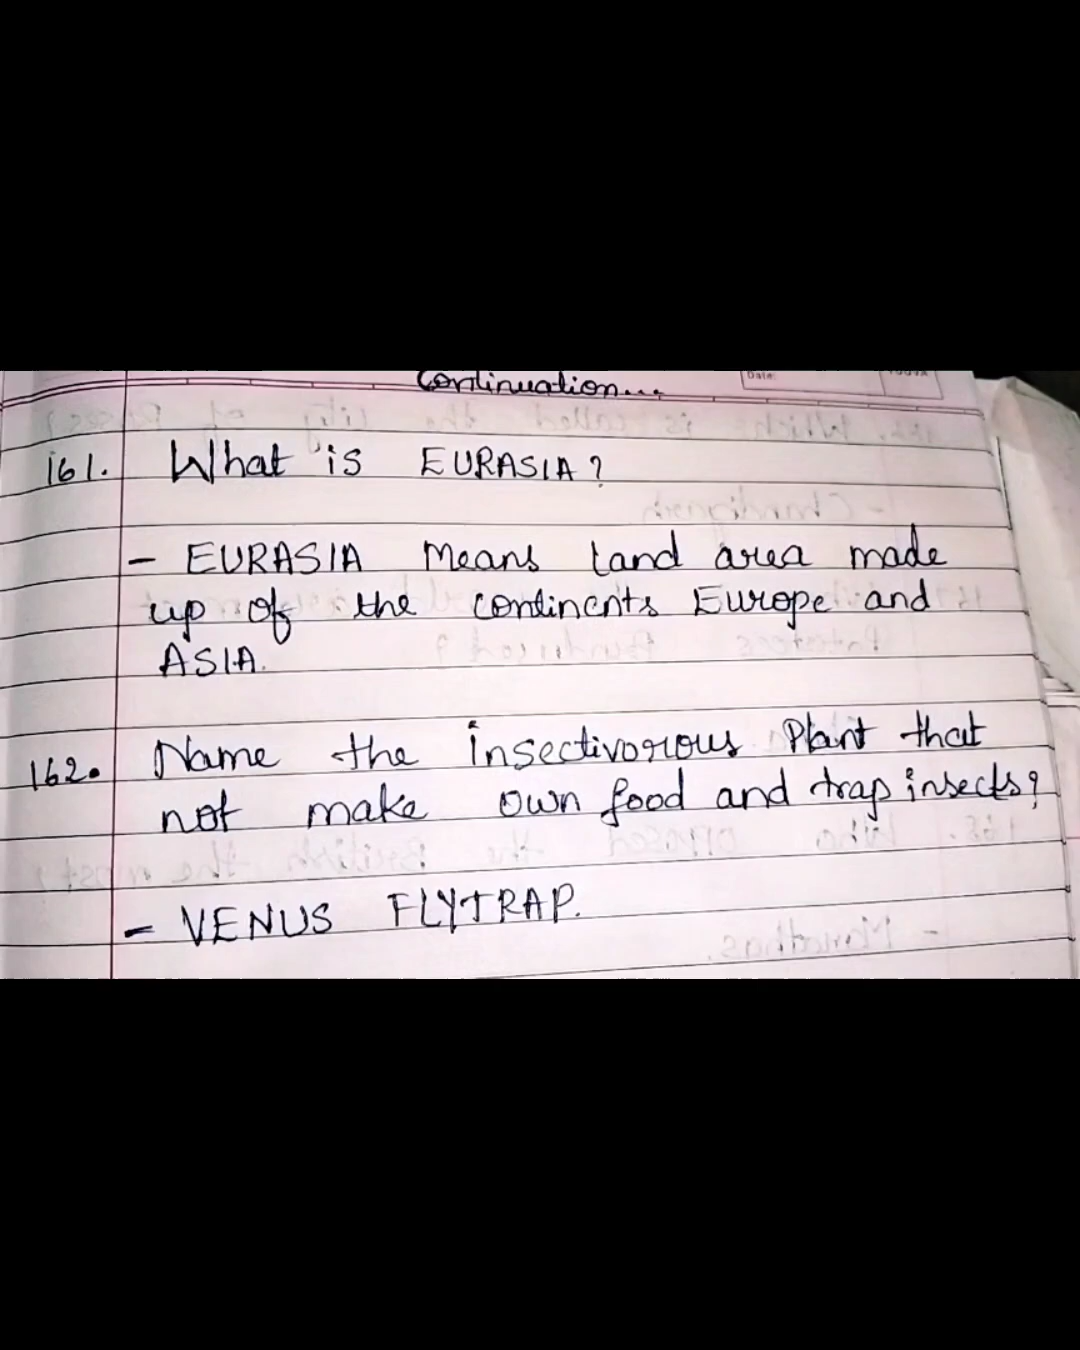 Continuation...
Date:
161. What is EURASIA?
- EURASIA Means Land area made
up of the continents Europe and
ASIA.
162. Name the insectivorous Plant that
not make own food and trap insects?
- VENUS FLYTRAP.